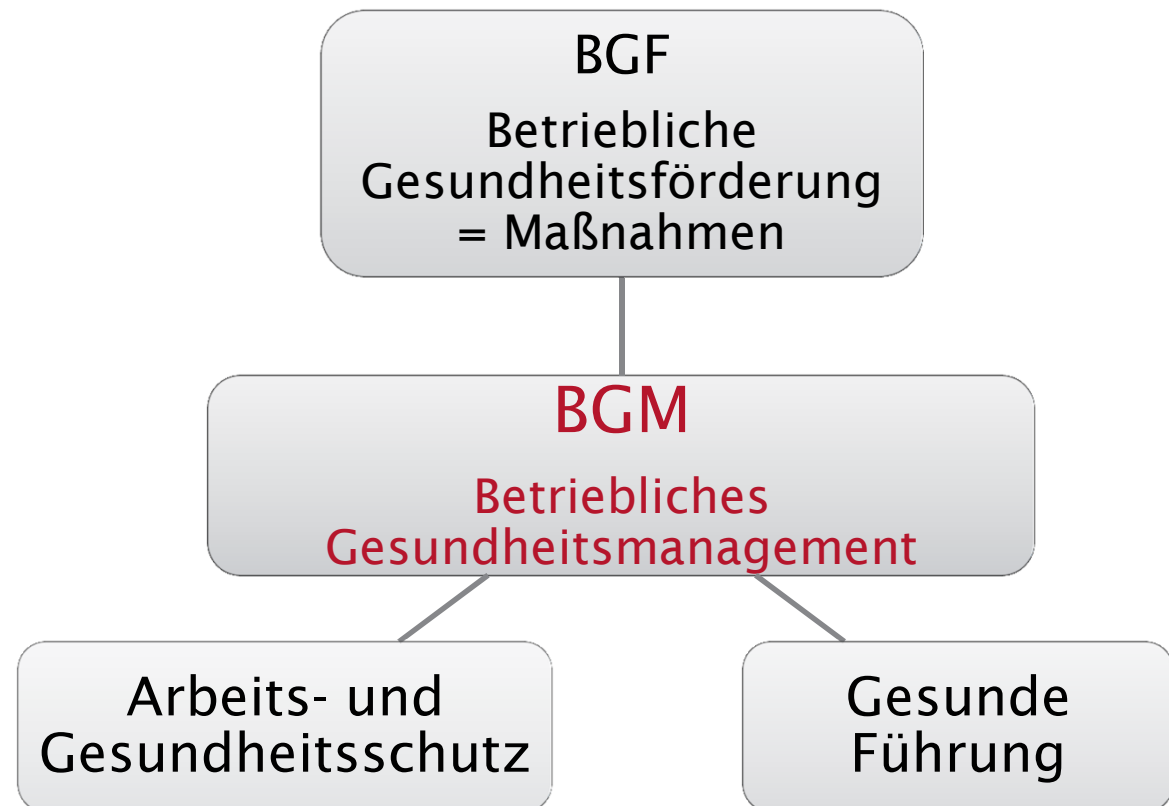 BGF
Betriebliche
Gesundheitsförderung
= Maßnahmen
BGM
Betriebliches
Gesundheitsmanagement
Arbeits- und
Gesundheitsschutz
Gesunde
Führung